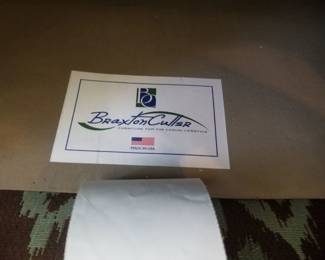 BC
BraxtonCuller
FURNITURE FOR THE CASUAL LIFESTYLE
MADE IN USA